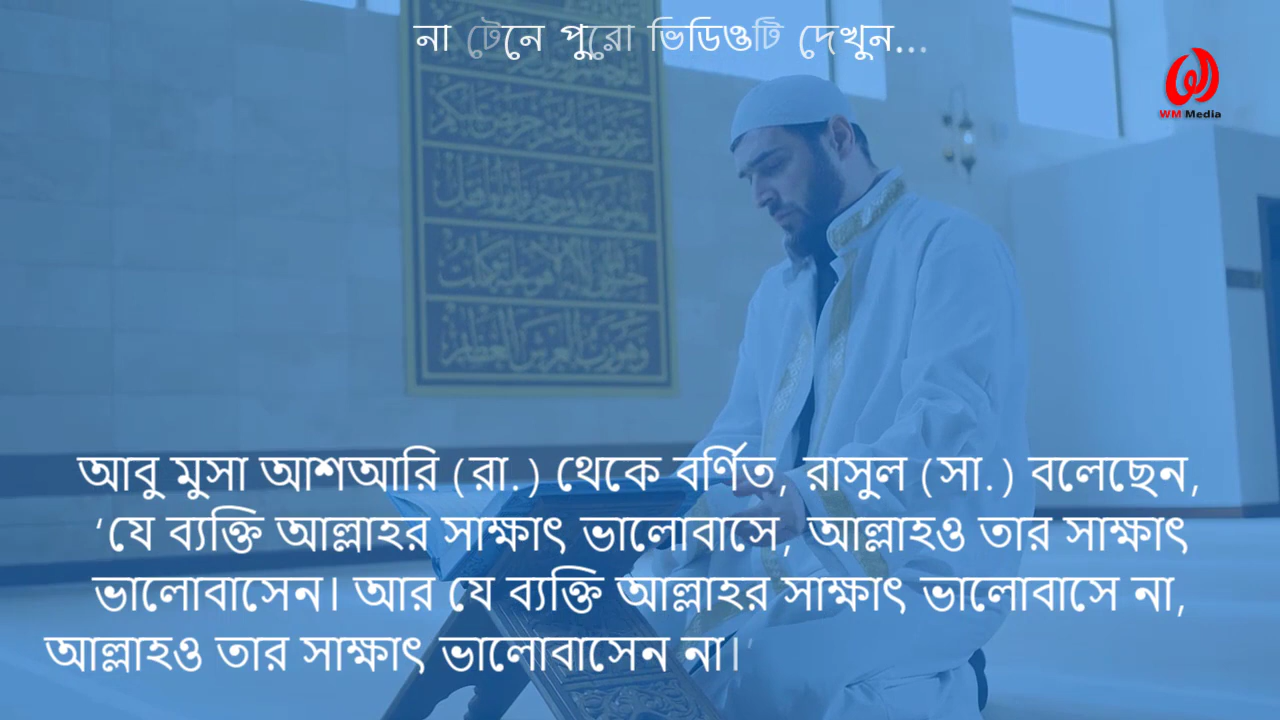 না টেনে পুরো ভিডিওটি দেখুন...
WM Media
আবু মুসা আশআরি (রা.) থেকে বর্ণিত, রাসুল (সা.) বলেছেন,
‘যে ব্যক্তি আল্লাহর সাক্ষাৎ ভালোবাসে, আল্লাহও তার সাক্ষাৎ
ভালোবাসেন। আর যে ব্যক্তি আল্লাহর সাক্ষাৎ ভালোবাসে না,
আল্লাহও তার সাক্ষাৎ ভালোবাসেন না।’